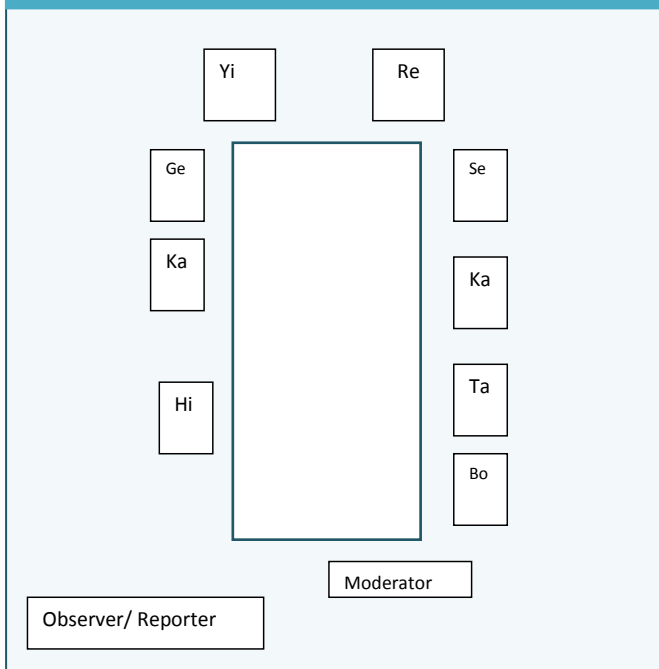 Yi
Re
Ge
Se
Ka
Ka
Hi
Ta
Bo
Moderator
Observer/ Reporter